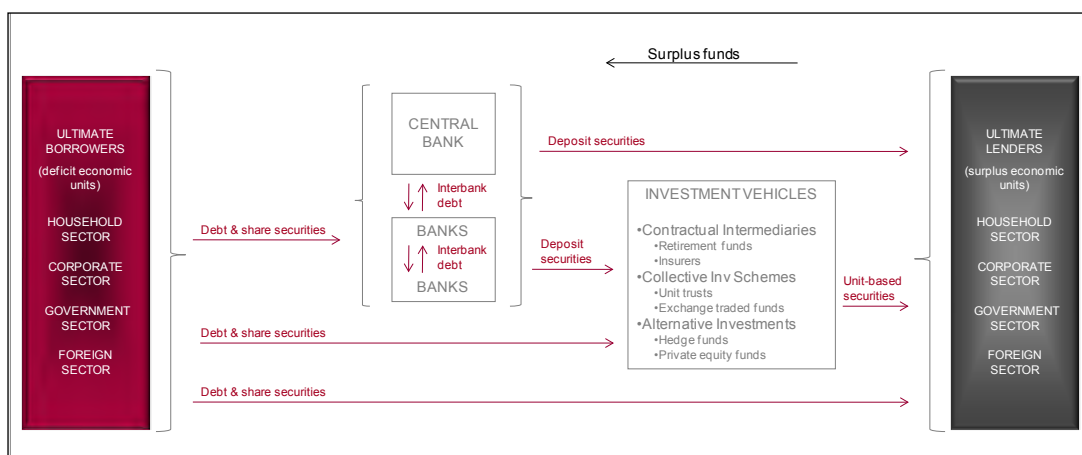 Surplus funds
ULTIMATE
BORROWERS
(deficit economic
units)
HOUSEHOLD
SECTOR
CORPORATE
SECTOR
GOVERNMENT
SECTOR
FOREIGN
SECTOR
Debt & share securities
Debt & share securities
Debt & share securities
CENTRAL
BANK
Interbank
debt
BANKS
Interbank
debt
BANKS
Deposit securities
Deposit
securities
INVESTMENT VEHICLES
•Contractual Intermediaries
•Retirement funds
•Insurers
•Collective Inv Schemes
•Unit trusts
•Exchange traded funds
•Alternative Investments
•Hedge funds
•Private equity funds
Unit-based
securities
ULTIMATE
LENDERS
(surplus economic
units)
HOUSEHOLD
SECTOR
CORPORATE
SECTOR
GOVERNMENT
SECTOR
FOREIGN
SECTOR